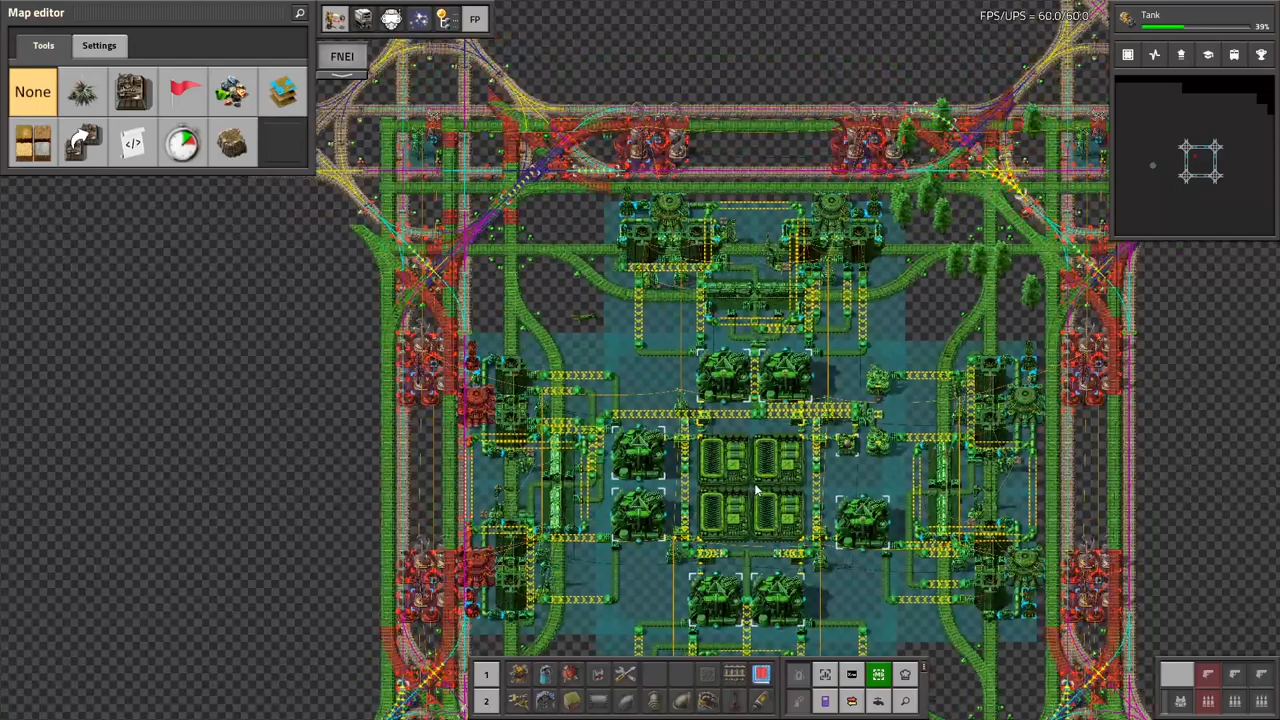 Map editor
Tools
Settings
None
</>
FP
FNEI
FPS/UPS = 60.0/60.0
Tank
39%
1
2